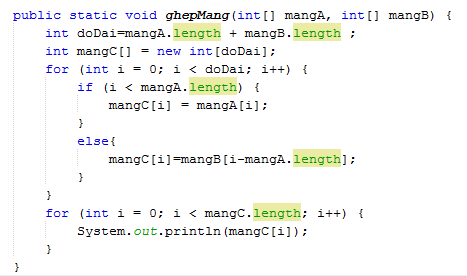 public static void ghepMang(int[] mangA, int[] mangB) {
    int doDai=mangA.length + mangB.length ;
    int mangC[] = new int[doDai];
    for (int i = 0; i < doDai; i++) {
        if (i < mangA.length) {
            mangC[i] = mangA[i];
        }
        else{
            mangC[i]=mangB[i-mangA.length];
        }
    }
    for (int i = 0; i < mangC.length; i++) {
        System.out.println(mangC[i]);
    }
}